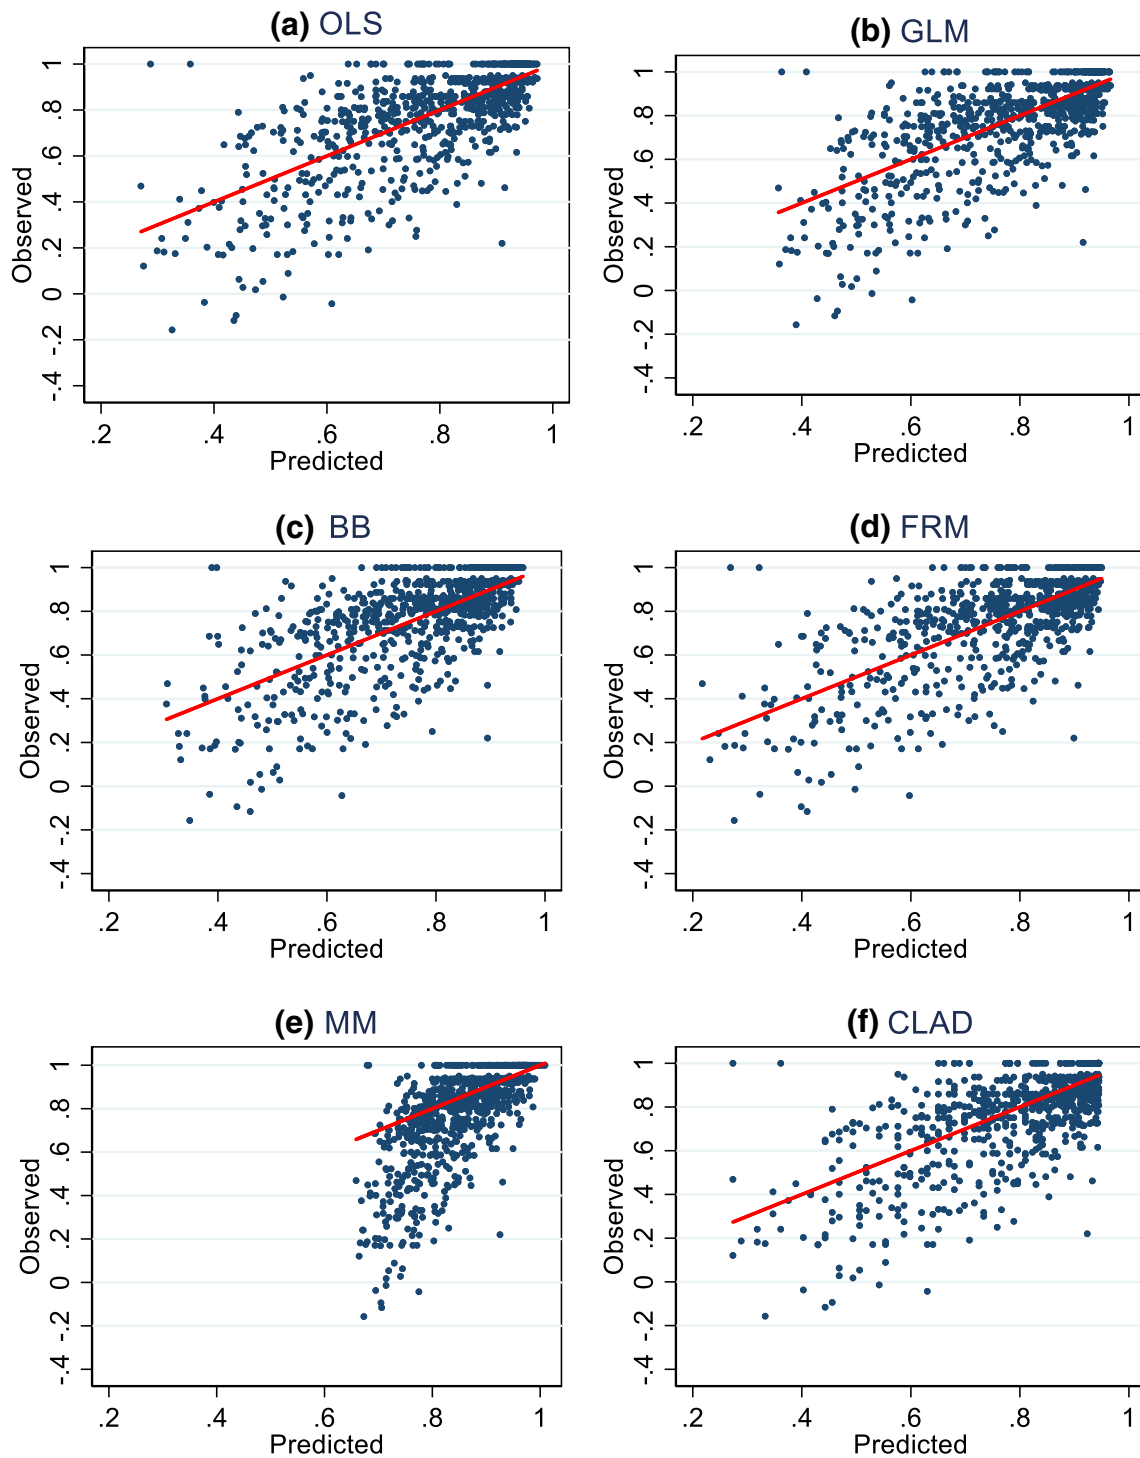 (a) OLS
Observed
1
.8
.6
.4
.2
0
-.2
-.4
.2 .4 .6 .8 1
Predicted
(b) GLM
Observed
1
.8
.6
.4
.2
0
-.2
-.4
.2 .4 .6 .8 1
Predicted
(c) BB
Observed
1
.8
.6
.4
.2
0
-.2
-.4
.2 .4 .6 .8 1
Predicted
(d) FRM
Observed
1
.8
.6
.4
.2
0
-.2
-.4
.2 .4 .6 .8 1
Predicted
(e) MM
Observed
1
.8
.6
.4
.2
0
-.2
-.4
.2 .4 .6 .8 1
Predicted
(f) CLAD
Observed
1
.8
.6
.4
.2
0
-.2
-.4
.2 .4 .6 .8 1
Predicted